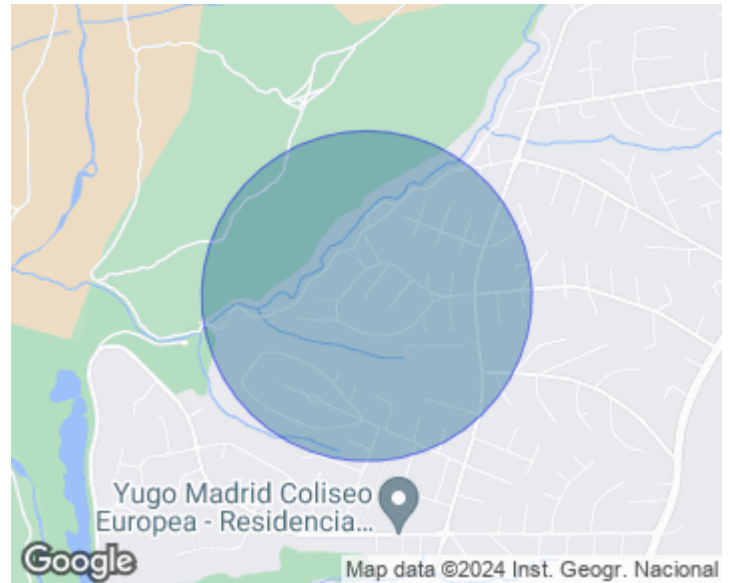 Yugo Madrid Coliseo
Europea - Residencia...
Google
Map data ©2024 Inst. Geogr. Nacional